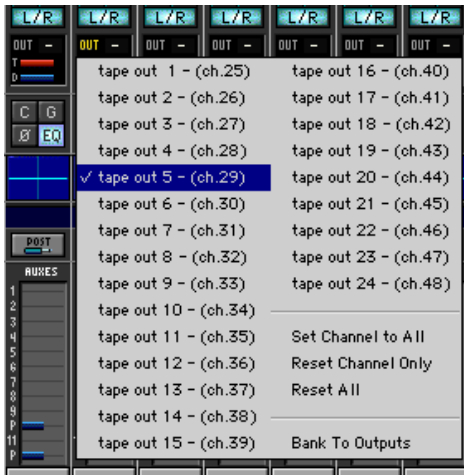 L/R L/R L/R L/R L/R L/R L/R
OUT - OUT - OUT - OUT - OUT - OUT - OUT -
T
D
C G
Ø EQ
POST
AUXES
1
2
3
4
5
6
7
8
9
P
11
P
tape out 1 - (ch.25)
tape out 2 - (ch.26)
tape out 3 - (ch.27)
tape out 4 - (ch.28)
✓ tape out 5 - (ch.29)
tape out 6 - (ch.30)
tape out 7 - (ch.31)
tape out 8 - (ch.32)
tape out 9 - (ch.33)
tape out 10 - (ch.34)
tape out 11 - (ch.35)
tape out 12 - (ch.36)
tape out 13 - (ch.37)
tape out 14 - (ch.38)
tape out 15 - (ch.39)
tape out 16 - (ch.40)
tape out 17 - (ch.41)
tape out 18 - (ch.42)
tape out 19 - (ch.43)
tape out 20 - (ch.44)
tape out 21 - (ch.45)
tape out 22 - (ch.46)
tape out 23 - (ch.47)
tape out 24 - (ch.48)
Set Channel to All
Reset Channel Only
Reset All
Bank To Outputs